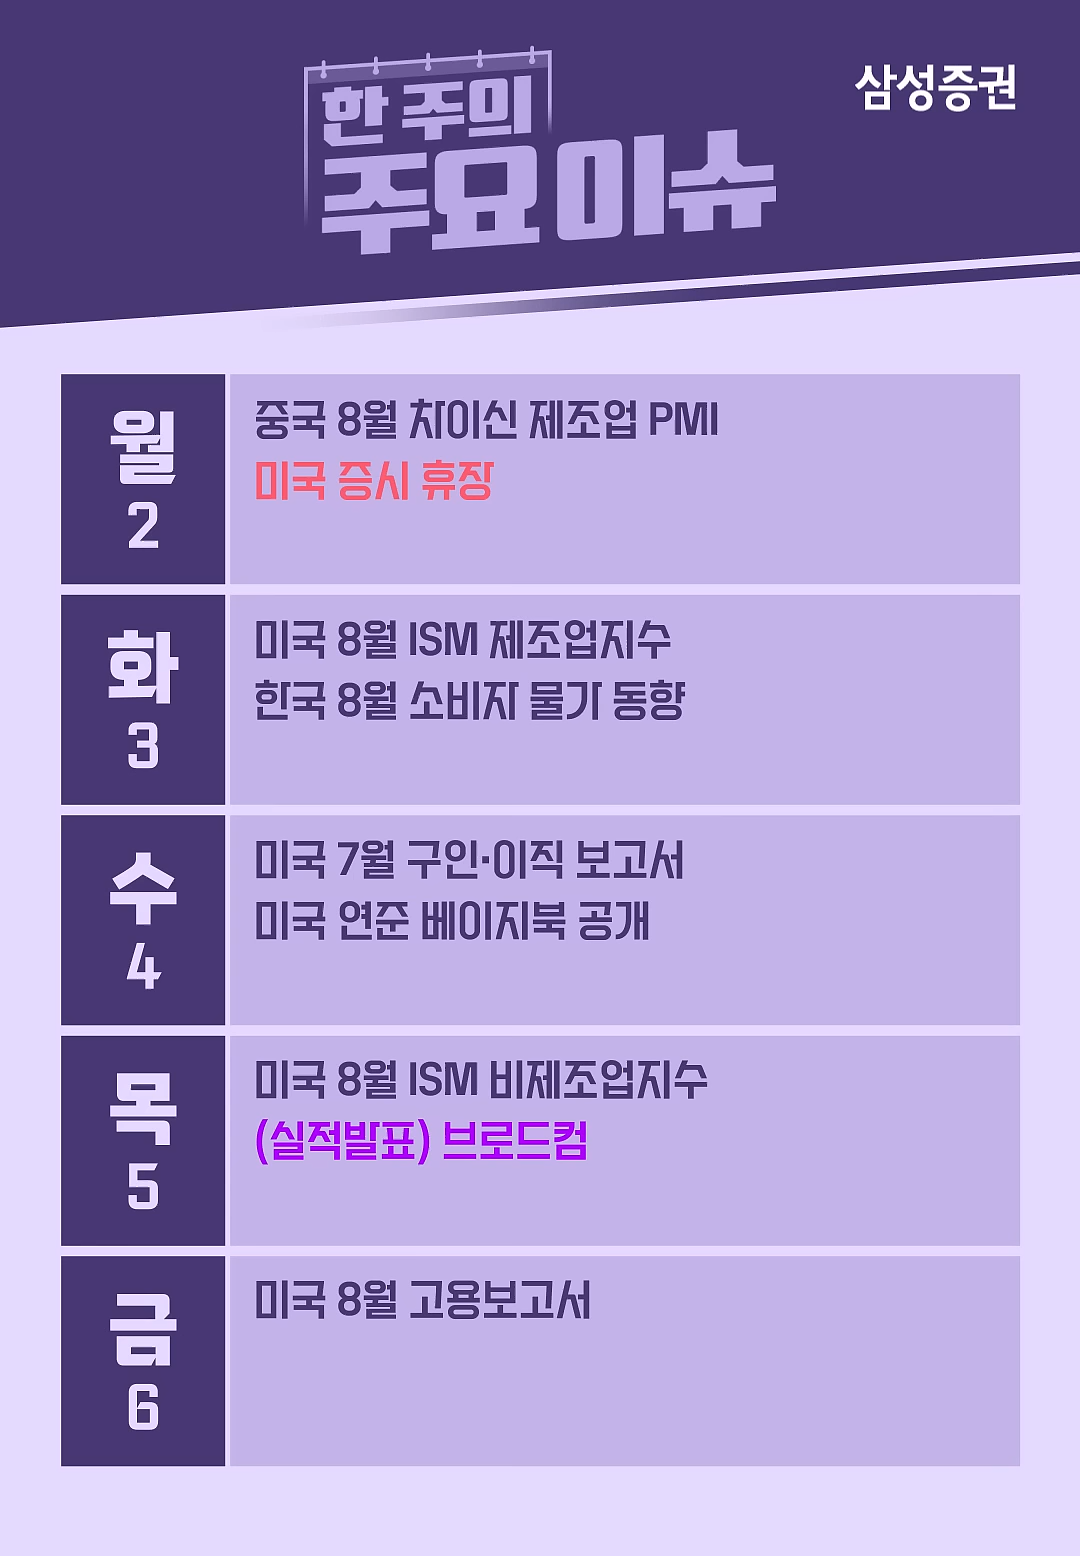 삼성증권
한 주의
주요 이슈
월
2
중국 8월 차이신 제조업 PMI
미국 증시 휴장
화
3
미국 8월 ISM 제조업지수
한국 8월 소비자 물가 동향
수
4
미국 7월 구인·이직 보고서
미국 연준 베이지북 공개
목
5
미국 8월 ISM 비제조업지수
(실적발표) 브로드컴
금
6
미국 8월 고용보고서